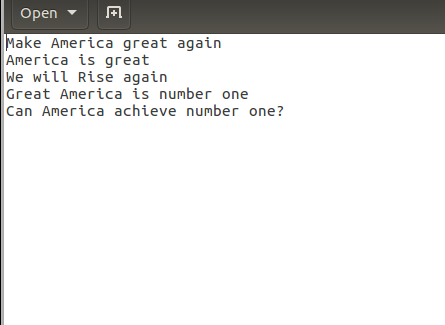 Open
Make America great again
America is great
We will Rise again
Great America is number one
Can America achieve number one?